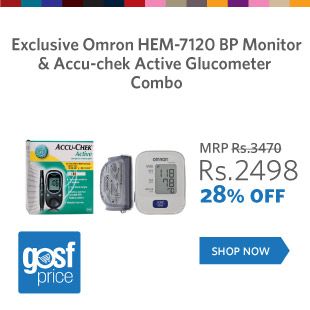 Exclusive Omron HEM-7120 BP Monitor
& Accu-chek Active Glucometer
Combo
ACCU-CHEK
Active
OMRON
MRP Rs.3470
Rs.2498
28% OFF
SHOP NOW
gosf
price